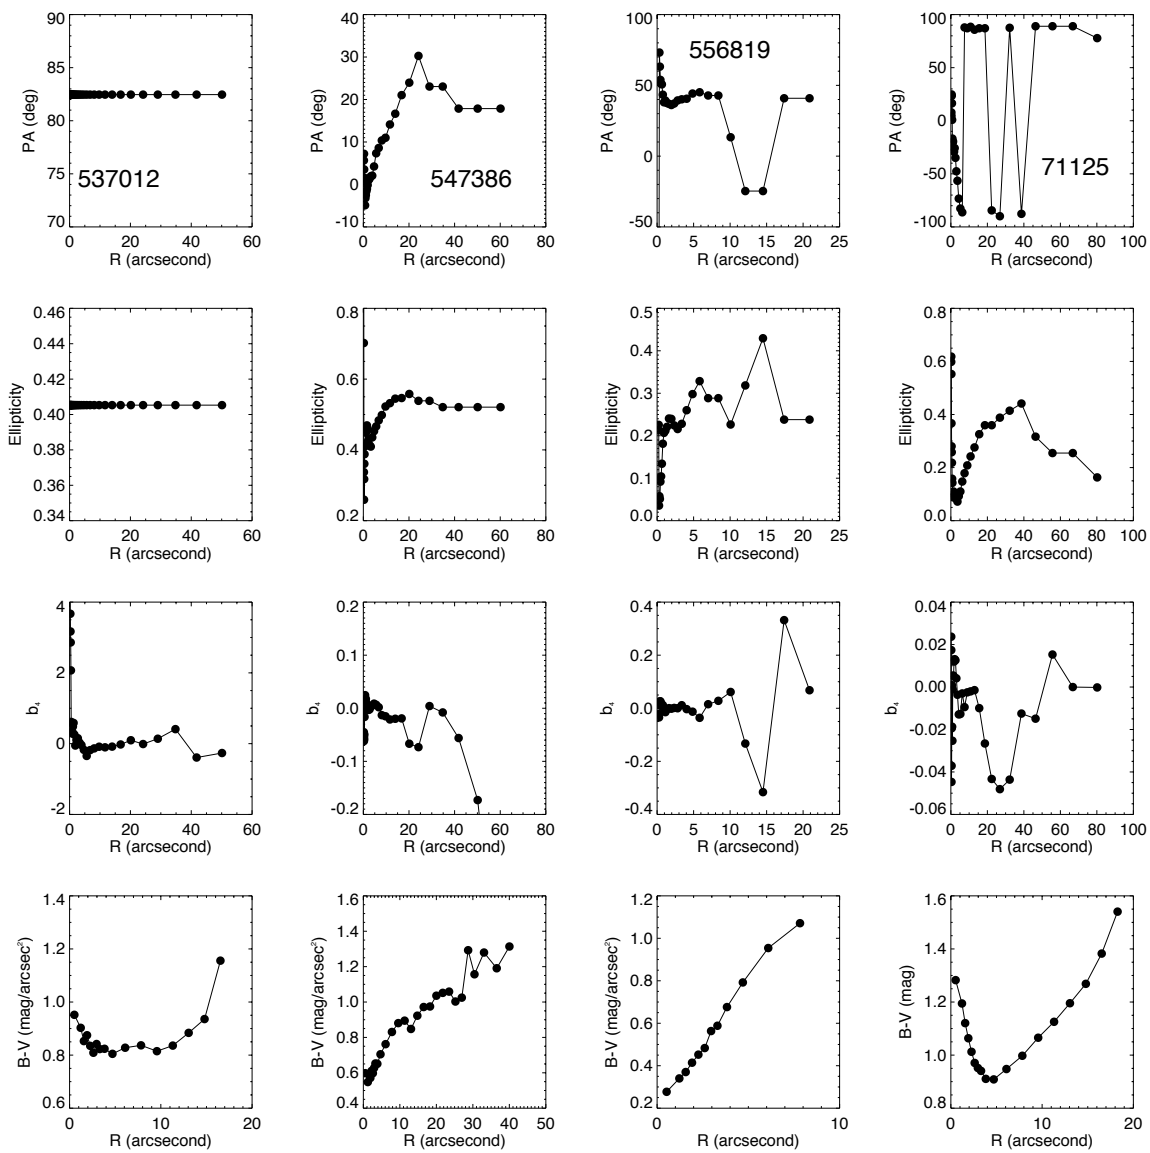 PA (deg)
90
85
80
75
70
537012
0 20 40 60
R (arcsecond)
PA (deg)
40
30
20
10
0
-10
547386
0 20 40 60 80
R (arcsecond)
PA (deg)
100
50
0
-50
556819
0 5 10 15 20 25
R (arcsecond)
PA (deg)
100
50
0
-50
-100
71125
0 20 40 60 80 100
R (arcsecond)
Ellipticity
0.46
0.44
0.42
0.40
0.38
0.36
0.34
0 20 40 60
R (arcsecond)
Ellipticity
0.8
0.6
0.4
0.2
0 20 40 60 80
R (arcsecond)
Ellipticity
0.5
0.4
0.3
0.2
0.1
0.0
0 5 10 15 20 25
R (arcsecond)
Ellipticity
0.8
0.6
0.4
0.2
0.0
0 20 40 60 80 100
R (arcsecond)
b₄
4
2
0
-2
0 20 40 60
R (arcsecond)
b₄
0.2
0.1
0.0
-0.1
-0.2
0 20 40 60 80
R (arcsecond)
b₄
0.4
0.2
0.0
-0.2
-0.4
0 5 10 15 20 25
R (arcsecond)
b₄
0.04
0.02
0.00
-0.02
-0.04
-0.06
0 20 40 60 80 100
R (arcsecond)
B-V (mag/arcsec²)
1.4
1.2
1.0
0.8
0.6
0 10 20
R (arcsecond)
B-V (mag/arcsec²)
1.6
1.4
1.2
1.0
0.8
0.6
0.4
0 10 20 30 40 50
R (arcsecond)
B-V (mag/arcsec²)
1.2
1.0
0.8
0.6
0.4
0.2
0 10
R (arcsecond)
B-V (mag)
1.6
1.4
1.2
1.0
0.8
0 10 20
R (arcsecond)